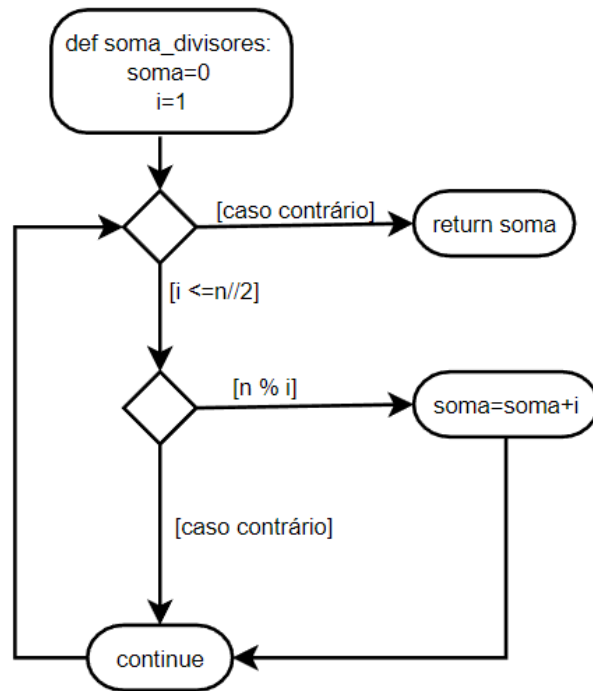 def soma_divisores:
soma=0
i=1
[caso contrário]
return soma
[i <=n//2]
[n % i]
soma=soma+i
[caso contrário]
continue